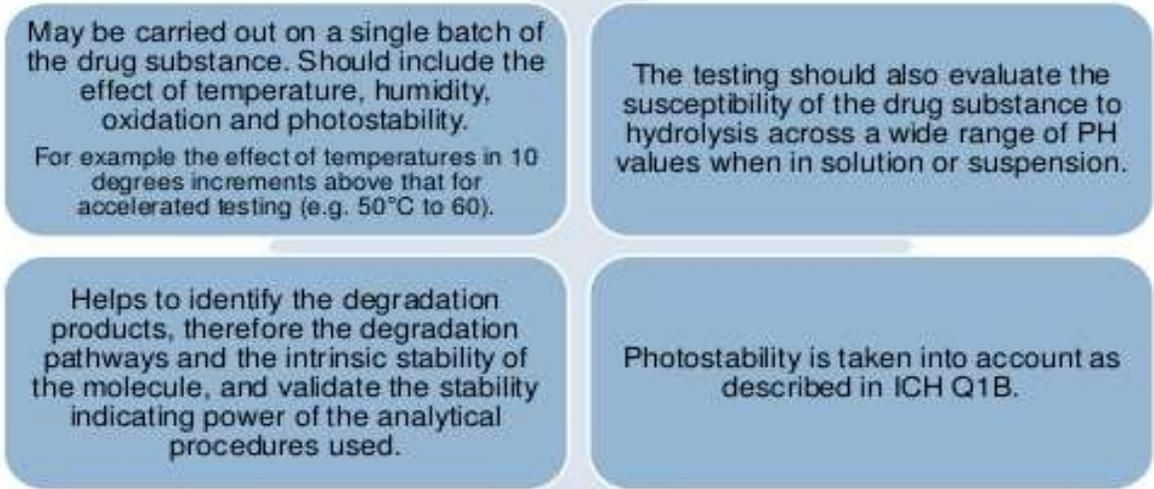 May be carried out on a single batch of
the drug substance. Should include the
effect of temperature, humidity,
oxidation and photostability.
For example the effect of temperatures in 10
degrees increments above that for
accelerated testing (e.g. 50°C to 60).
The testing should also evaluate the
susceptibility of the drug substance to
hydrolysis across a wide range of PH
values when in solution or suspension.
Helps to identify the degradation
products, therefore the degradation
pathways and the intrinsic stability of
the molecule, and validate the stability
indicating power of the analytical
procedures used.
Photostability is taken into account as
described in ICH Q1B.